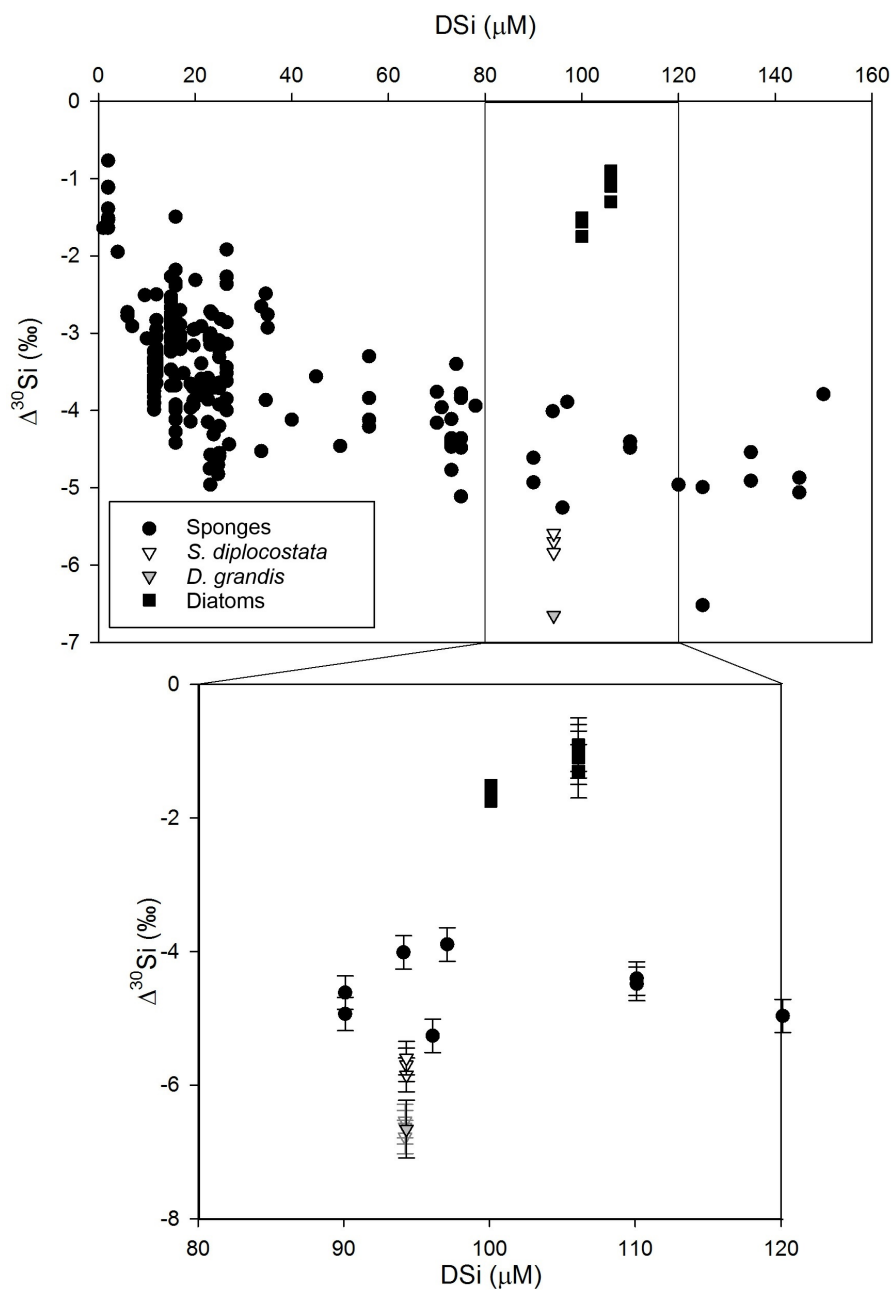 DSi (μM)
0 20 40 60 80 100 120 140 160
0
-1
-2
-3
-4
-5
-6
-7
Δ³⁰Si (‰)
Sponges
S. diplocostata
D. grandis
Diatoms
0
-2
-4
-6
-8
Δ³⁰Si (‰)
80 90 100 110 120
DSi (μM)